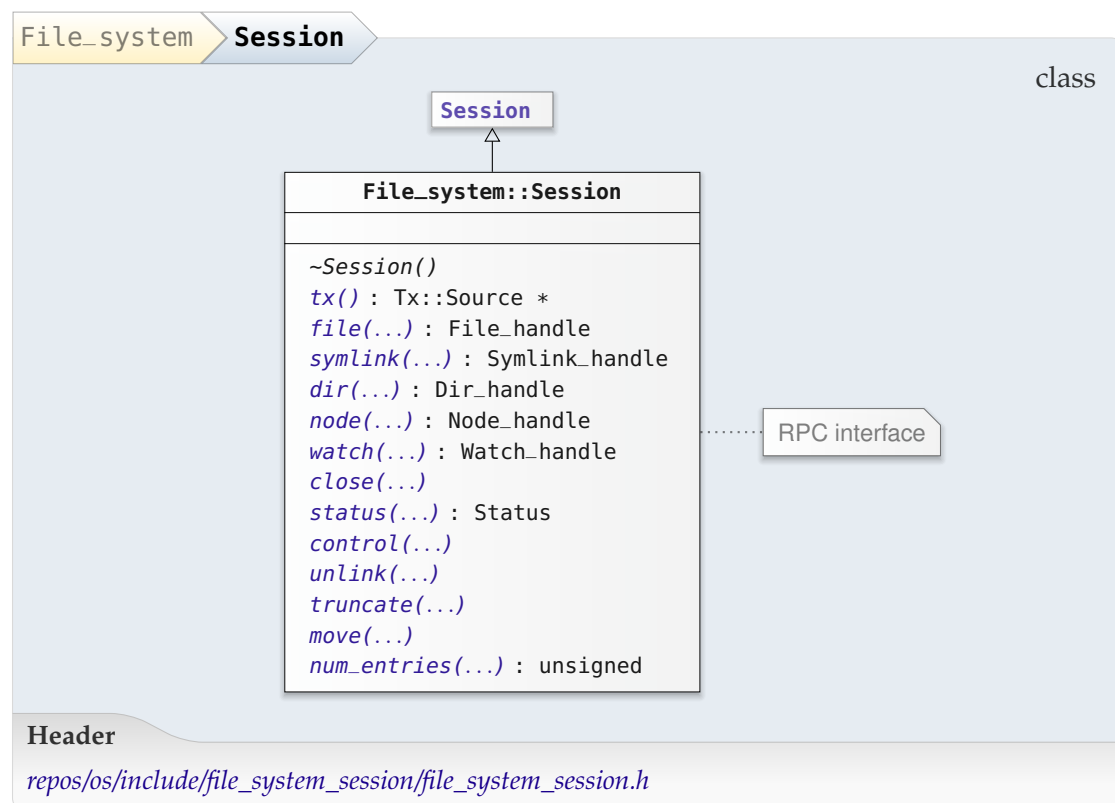 File_system Session
class
Session
File_system::Session
~Session()
tx() : Tx::Source *
file(...) : File_handle
symlink(...) : Symlink_handle
dir(...) : Dir_handle
node(...) : Node_handle
watch(...) : Watch_handle
close(...)
status(...) : Status
control(...)
unlink(...)
truncate(...)
move(...)
num_entries(...) : unsigned
RPC interface
Header
repos/os/include/file_system_session/file_system_session.h